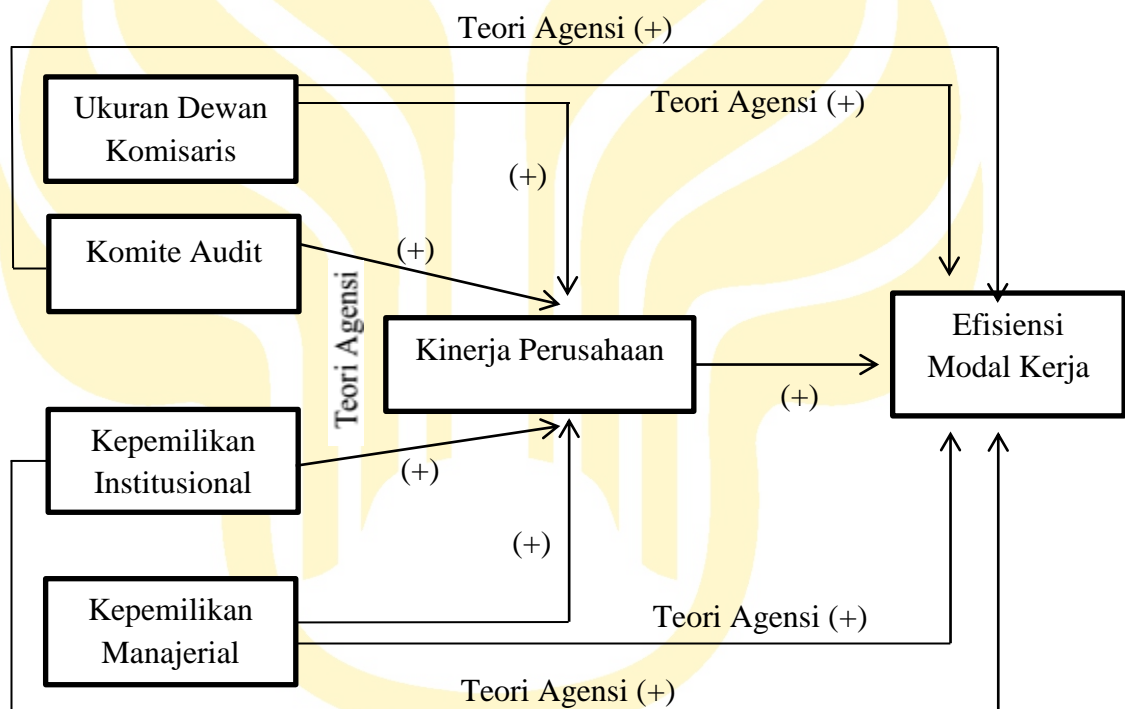 Teori Agensi (+)
Ukuran Dewan
Komisaris
Teori Agensi (+)
(+)
Komite Audit
(+)
Teori Agensi
Kinerja Perusahaan
Efisiensi
Modal Kerja
(+)
Kepemilikan
Institusional
(+)
(+)
Kepemilikan
Manajerial
Teori Agensi (+)
Teori Agensi (+)